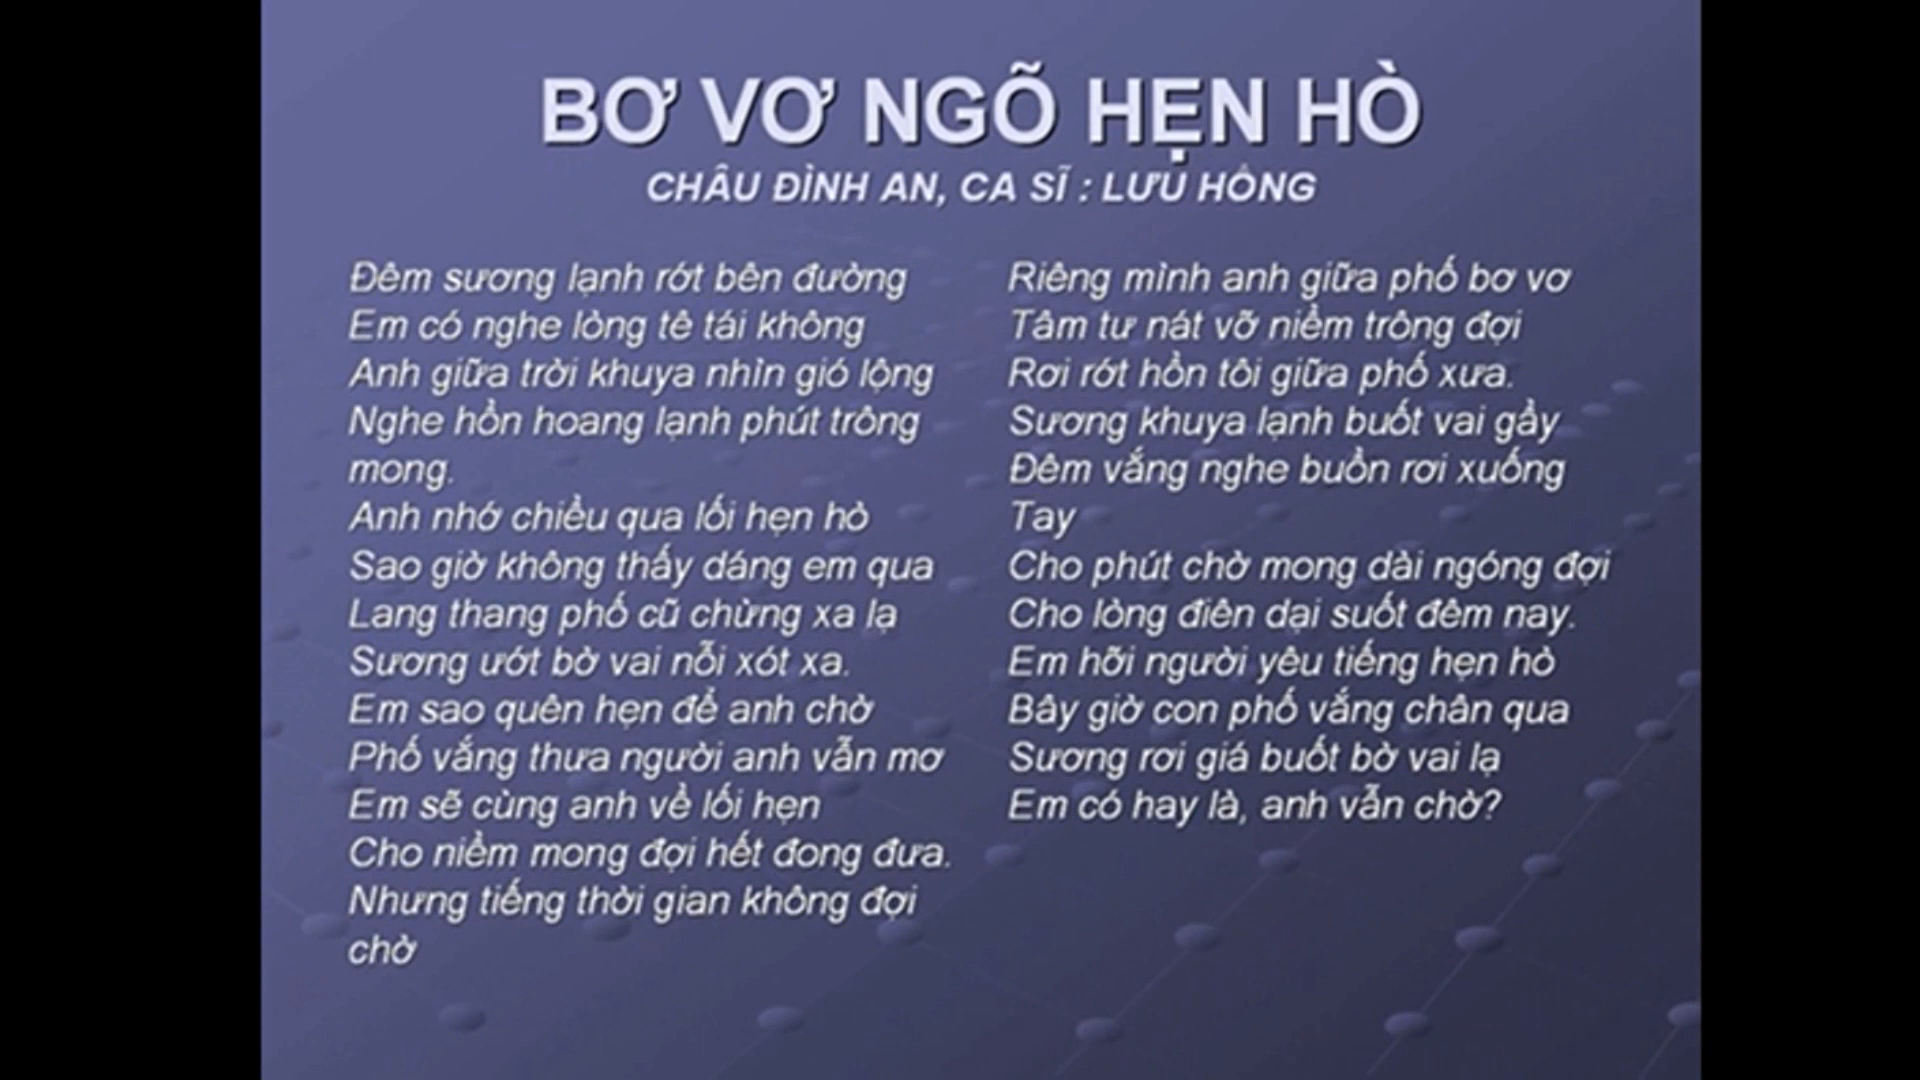 BƠ VƠ NGÕ HẸN HÒ
CHÂU ĐÌNH AN, CA SĨ : LƯU HỒNG
Đêm sương lạnh rớt bên đường
Em có nghe lòng tê tái không
Anh giữa trời khuya nhìn gió lộng
Nghe hồn hoang lạnh phút trông
mong.
Anh nhớ chiều qua lối hẹn hò
Sao giờ không thấy dáng em qua
Lang thang phố cũ chừng xa lạ
Sương ướt bờ vai nỗi xót xa.
Em sao quên hẹn để anh chờ
Phố vắng thưa người anh vẫn mơ
Em sẽ cùng anh về lối hẹn
Cho niềm mong đợi hết đong đưa.
Nhưng tiếng thời gian không đợi
chờ
Riêng mình anh giữa phố bơ vơ
Tâm tư nát vỡ niềm trông đợi
Rơi rớt hồn tôi giữa phố xưa.
Sương khuya lạnh buốt vai gầy
Đêm vắng nghe buồn rơi xuống
Tay
Cho phút chờ mong dài ngóng đợi
Cho lòng điên dại suốt đêm nay.
Em hỡi người yêu tiếng hẹn hò
Bây giờ con phố vắng chân qua
Sương rơi giá buốt bờ vai lạ
Em có hay là, anh vẫn chờ?